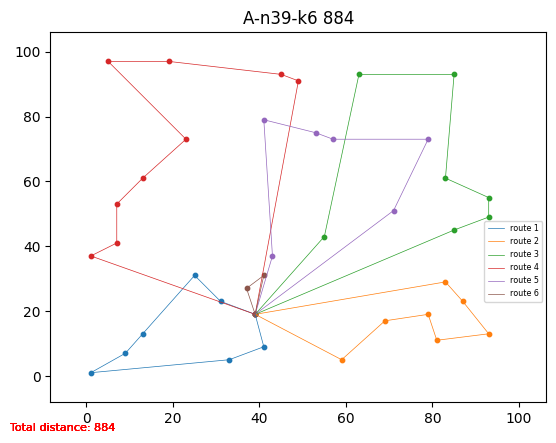 A-n39-k6 884
100
80
60
40
20
0
route 1
route 2
route 3
route 4
route 5
route 6
0 20 40 60 80 100
Total distance: 884